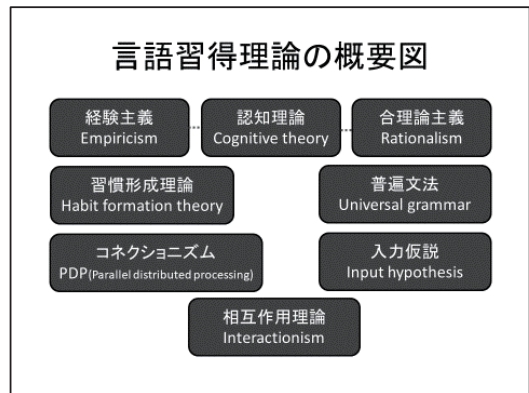 言語習得理論の概要図
経験主義
Empiricism
認知理論
Cognitive theory
合理論主義
Rationalism
習慣形成理論
Habit formation theory
普遍文法
Universal grammar
コネクショニズム
PDP(Parallel distributed processing)
入力仮説
Input hypothesis
相互作用理論
Interactionism